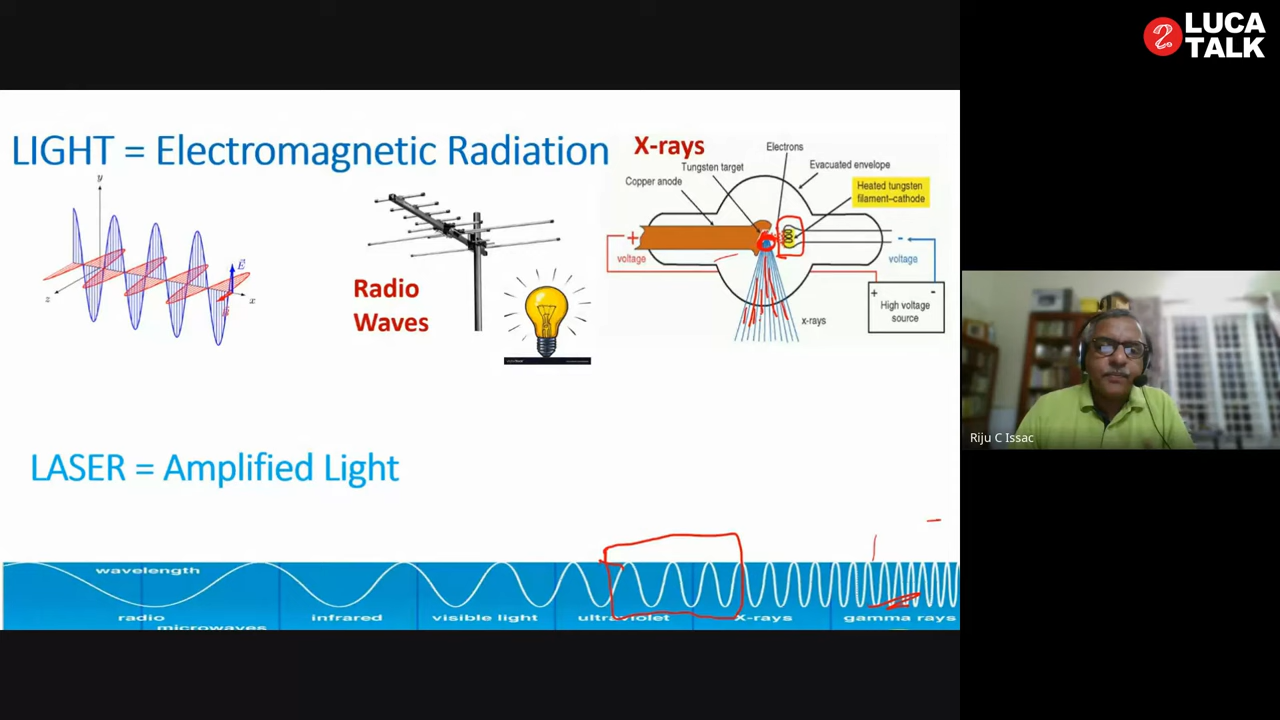 LUCA
TALK
LIGHT = Electromagnetic Radiation
X-rays
Electrons
Tungsten target
Evacuated envelope
Copper anode
Heated tungsten
filament–cathode
y
z
x
E
Radio
Waves
+
-
voltage
voltage
+ -
High voltage
source
x-rays
Riju C Issac
LASER = Amplified Light
wavelength
radio
microwaves
infrared
visible light
ultraviolet
x-rays
gamma rays